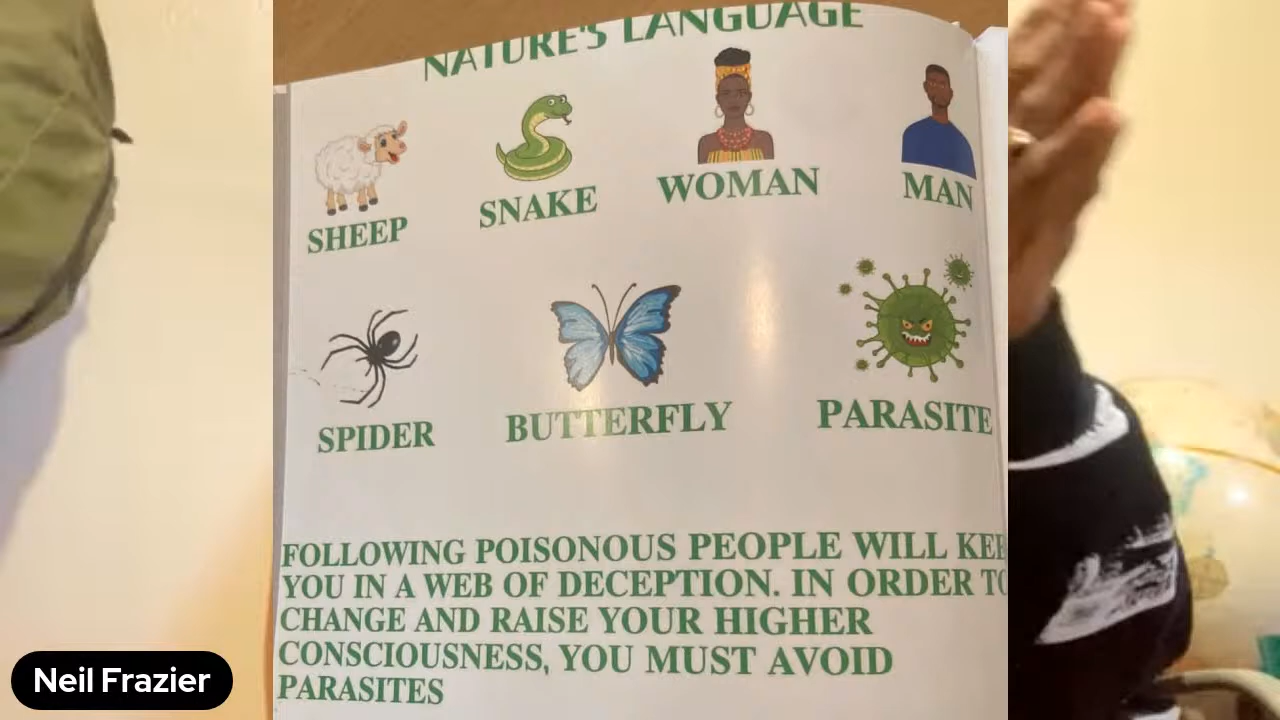 NATURE'S LANGUAGE
SHEEP SNAKE WOMAN MAN
SPIDER BUTTERFLY PARASITE
FOLLOWING POISONOUS PEOPLE WILL
YOU IN A WEB OF DECEPTION. IN ORDER TO
CHANGE AND RAISE YOUR HIGHER
CONSCIOUSNESS, YOU MUST AVOID
PARASITES
Neil Frazier